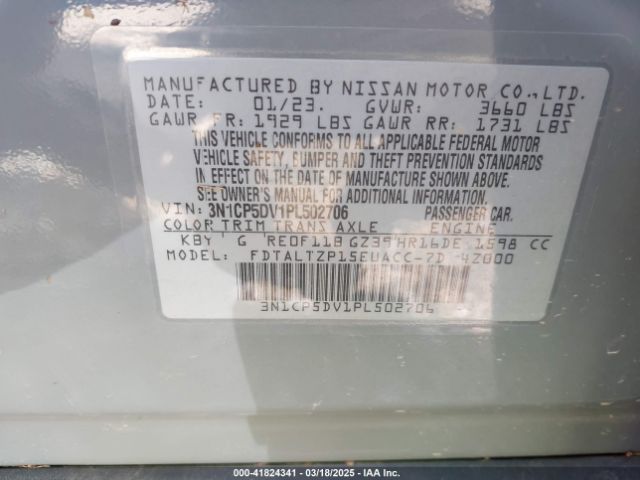 MANUFACTURED BY NISSAN MOTOR CO., LTD.
DATE: 01/23. GVWR: 3660 LBS
GAWR FR: 1929 LBS GAWR RR: 1731 LBS
THIS VEHICLE CONFORMS TO ALL APPLICABLE FEDERAL MOTOR
VEHICLE SAFETY, BUMPER AND THEFT PREVENTION STANDARDS
IN EFFECT ON THE DATE OF MANUFACTURE SHOWN ABOVE.
SEE OWNER'S MANUAL FOR ADDITIONAL INFORMATION.
VIN: 3N1CP5DV1PL502706 PASSENGER CAR.
COLOR TRIM TRANS AXLE ENGINE
KBY G RE0F11B GZ39 HR16DE 1598 CC
MODEL: FDTALTZP15EUACC-7D 4Z000
3N1CP5DV1PL502706
000-41824341 | 03/18/2025 — IAA, LLC